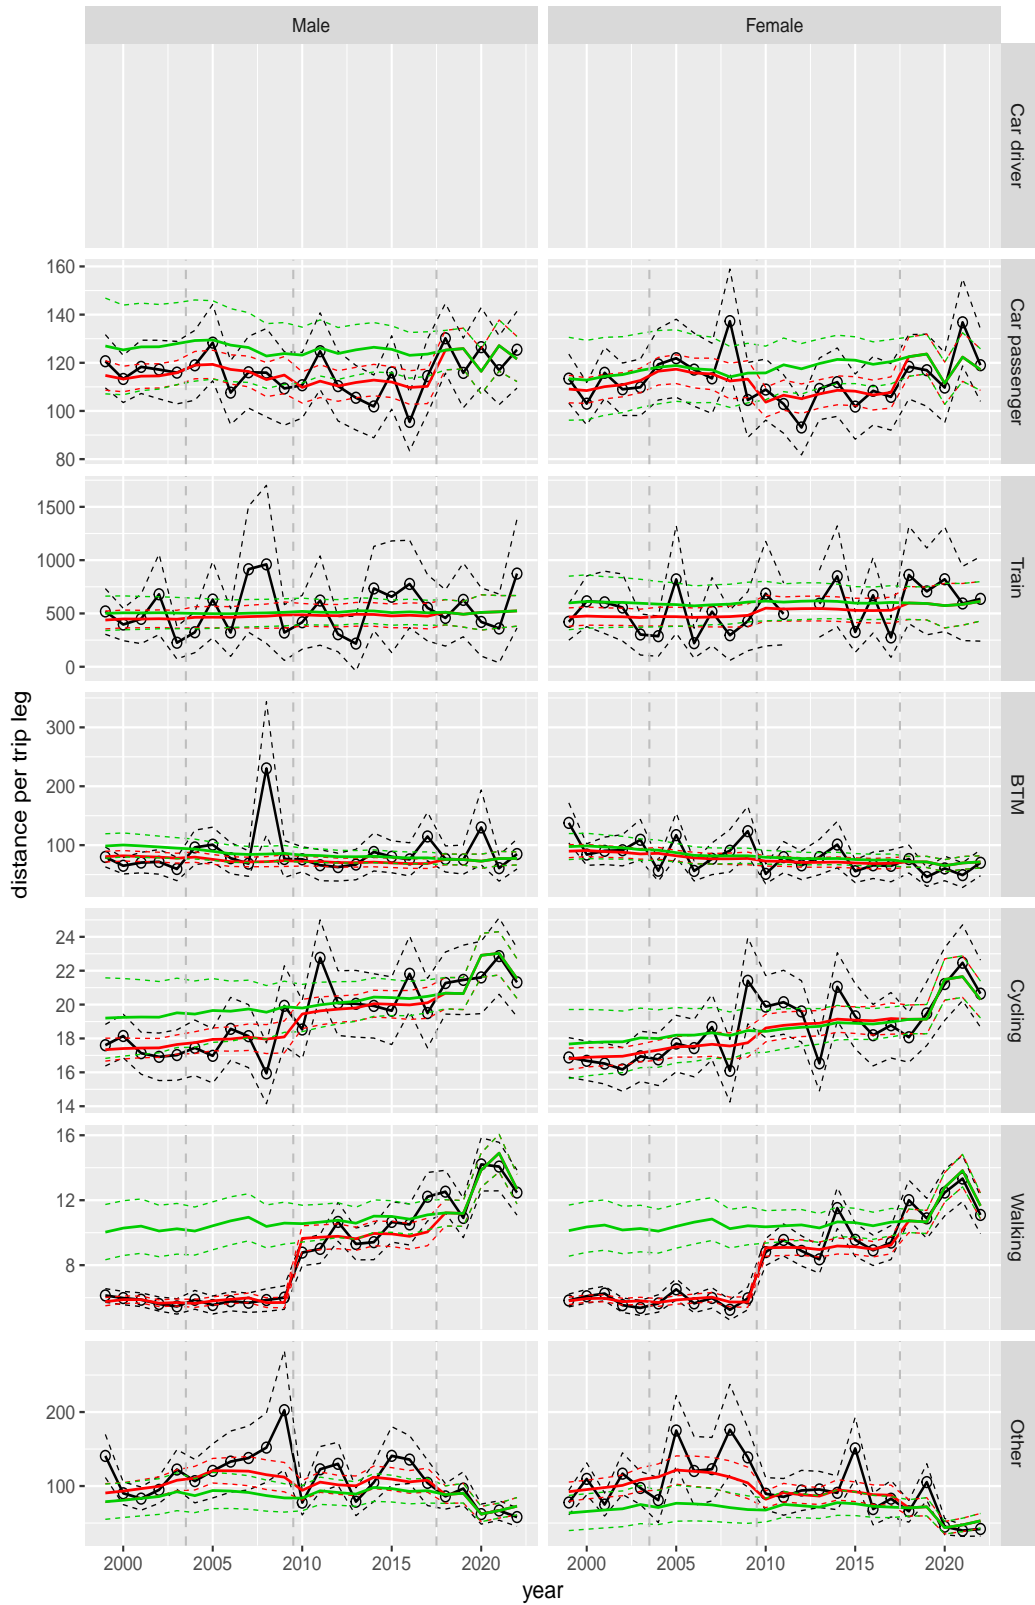 Male Female
Car driver
160
140
120
100
80
Car passenger
1500
1000
500
0
Train
300
200
100
BTM
24
22
20
18
16
14
Cycling
16
12
8
Walking
200
100
Other
2000 2005 2010 2015 2020 2000 2005 2010 2015 2020
year
distance per trip leg